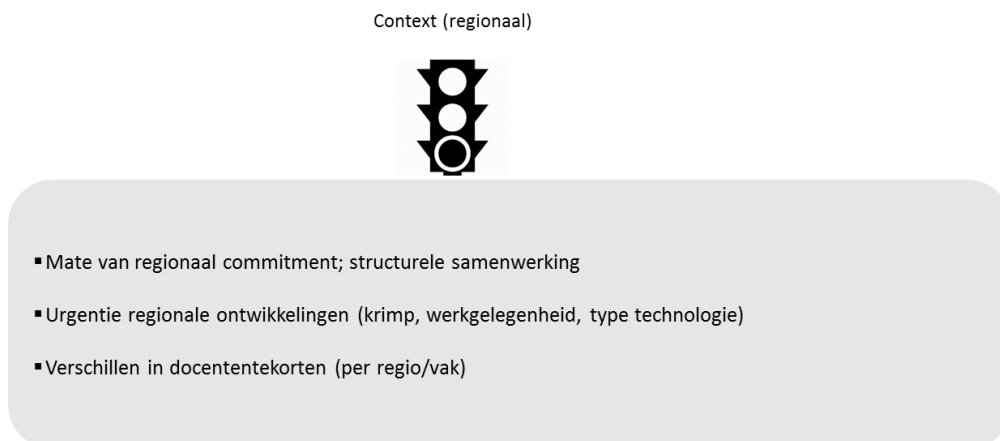 Context (regionaal)
▪ Mate van regionaal commitment; structurele samenwerking
▪ Urgentie regionale ontwikkelingen (krimp, werkgelegenheid, type technologie)
▪ Verschillen in docententekorten (per regio/vak)